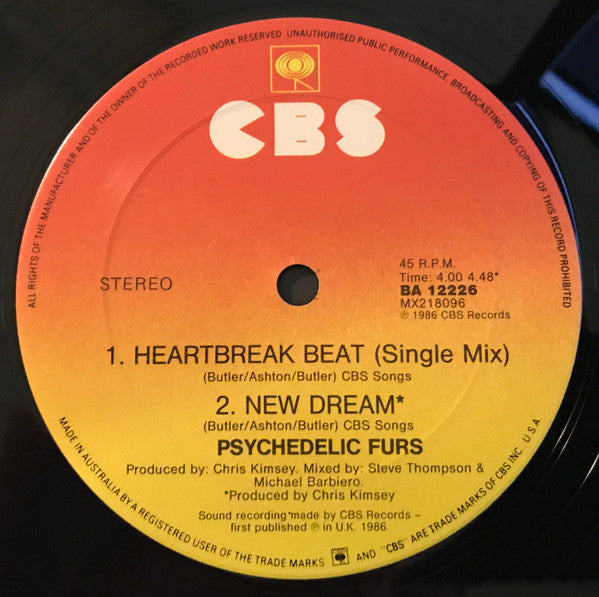 ALL RIGHTS OF THE MANUFACTURER AND OF THE OWNER OF THE RECORDED WORK RESERVED UNAUTHORISED PUBLIC PERFORMANCE, BROADCASTING AND COPYING OF THIS RECORD PROHIBITED
CBS
STEREO
45 R.P.M.
Time: 4.00 4.48*
BA 12226
MX218096
℗ 1986 CBS Records
1. HEARTBREAK BEAT (Single Mix)
(Butler/Ashton/Butler) CBS Songs
2. NEW DREAM*
(Butler/Ashton/Butler) CBS Songs
PSYCHEDELIC FURS
Produced by: Chris Kimsey. Mixed by: Steve Thompson &
Michael Barbiero.
*Produced by Chris Kimsey
Sound recording*made by CBS Records –
first published ℗ in U.K. 1986.
MADE IN AUSTRALIA BY A REGISTERED USER OF THE TRADE MARKS AND "CBS" ARE TRADE MARKS OF CBS INC U.S.A